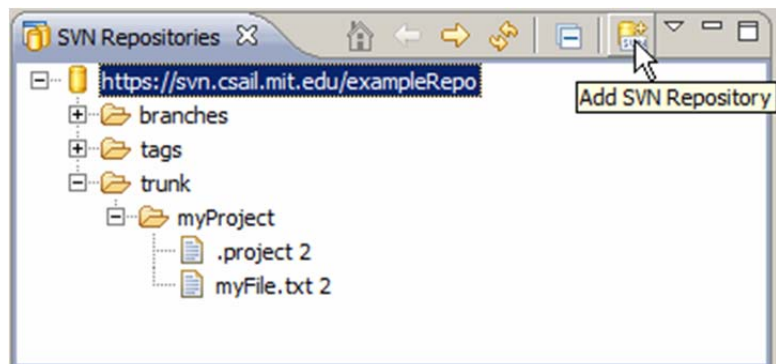 SVN Repositories
https://svn.csail.mit.edu/exampleRepo
Add SVN Repository
branches
tags
trunk
myProject
.project 2
myFile.txt 2